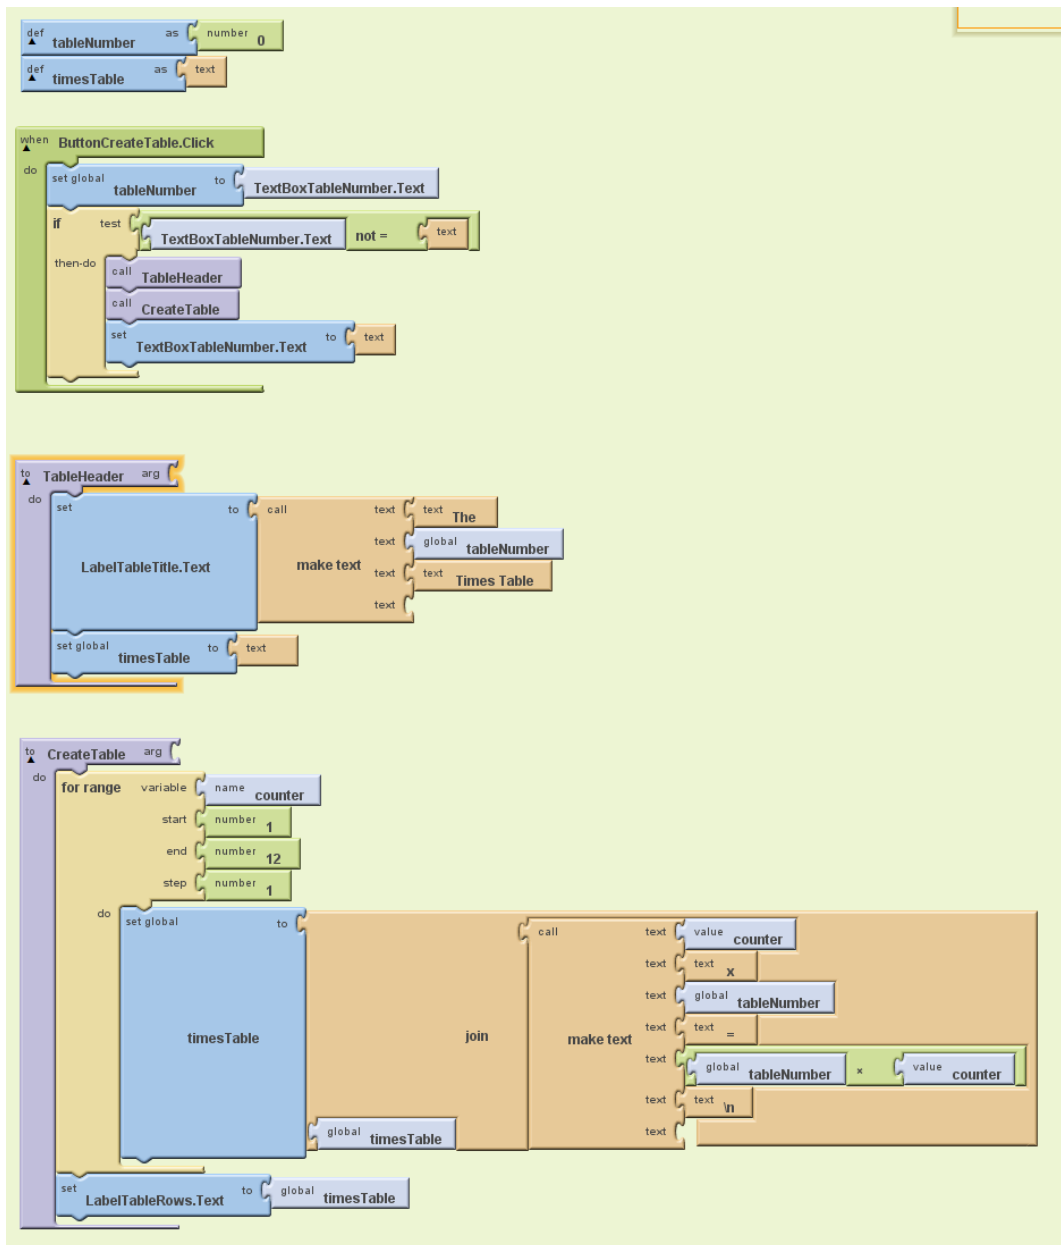 def tableNumber as number 0
def timesTable as text
when ButtonCreateTable.Click
do set global tableNumber to TextBoxTableNumber.Text
if test TextBoxTableNumber.Text not = text
then-do call TableHeader
call CreateTable
set TextBoxTableNumber.Text to text
to TableHeader arg
do set LabelTableTitle.Text to call make text text text The
text global tableNumber
text text Times Table
text
set global timesTable to text
to CreateTable arg
do for range variable name counter
start number 1
end number 12
step number 1
do set global timesTable to global timesTable join call make text text value counter
text text x
text global tableNumber
text text =
text global tableNumber × value counter
text text \n
text
set LabelTableRows.Text to global timesTable